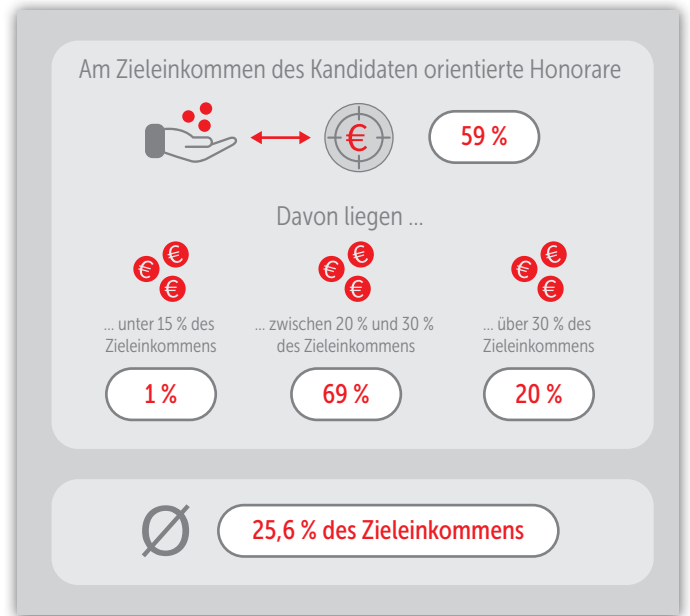 Am Zieleinkommen des Kandidaten orientierte Honorare
€
59 %
Davon liegen ...
€ € €
€ € €
€ € €
... unter 15 % des
Zieleinkommens
... zwischen 20 % und 30 %
des Zieleinkommens
... über 30 % des
Zieleinkommens
1 %
69 %
20 %
Ø
25,6 % des Zieleinkommens